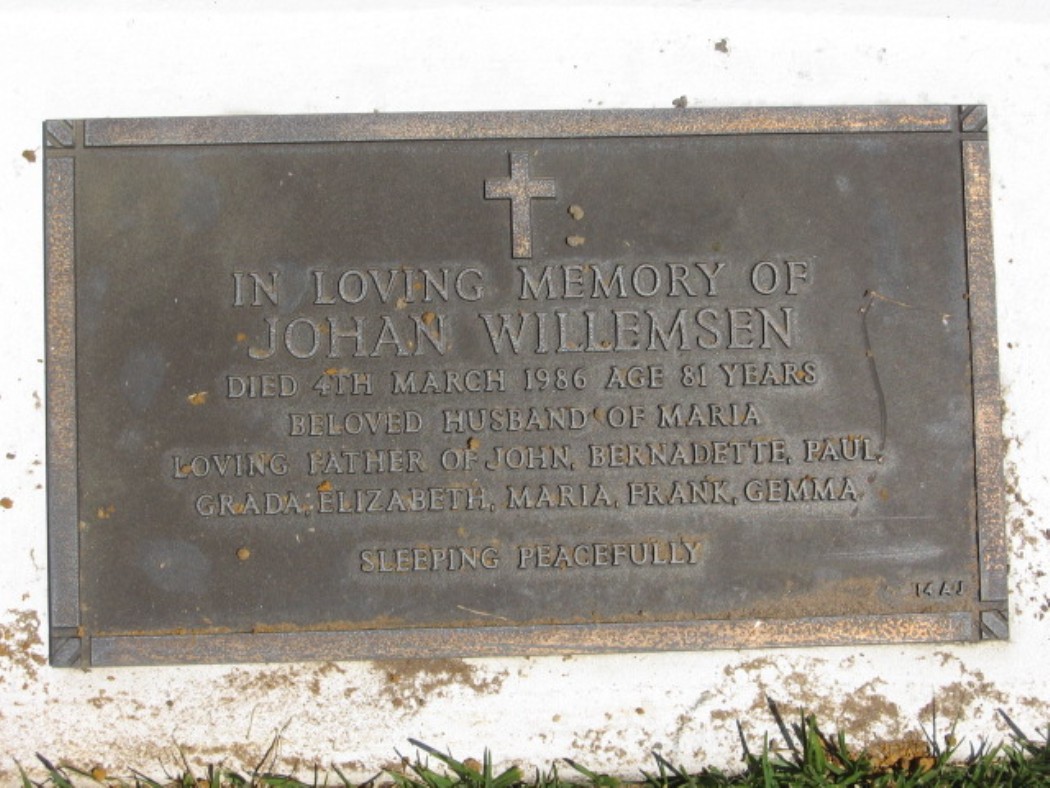 IN LOVING MEMORY OF
JOHAN WILLEMSEN
DIED 4TH MARCH 1986 AGE 81 YEARS
BELOVED HUSBAND OF MARIA
LOVING FATHER OF JOHN, BERNADETTE, PAUL,
GRADA, ELIZABETH, MARIA, FRANK, GEMMA
SLEEPING PEACEFULLY